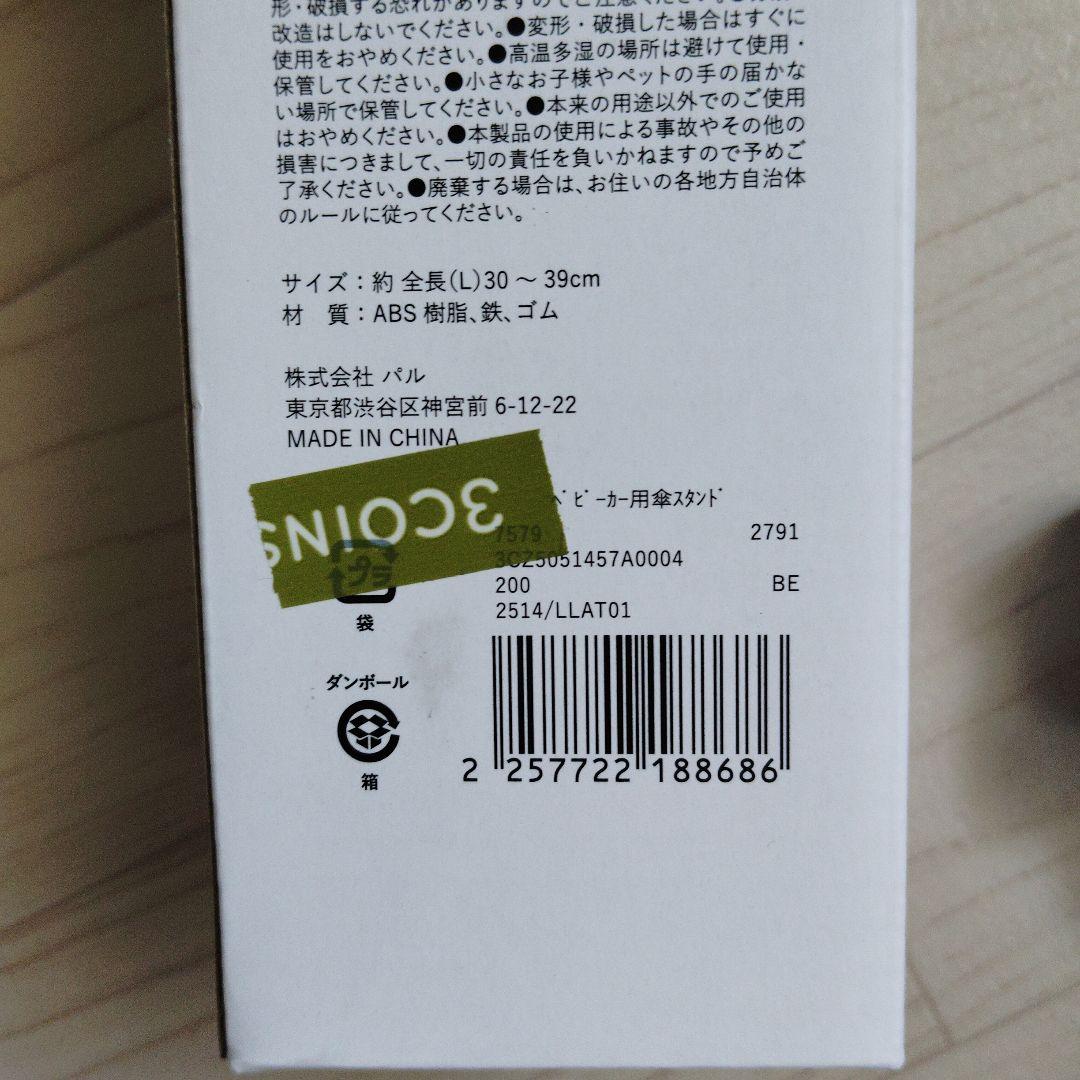 形・破損する恐れがありますのでご注意ください。
改造はしないでください。●変形・破損した場合はすぐに
使用をおやめください。●高温多湿の場所は避けて使用・
保管してください。●小さなお子様やペットの手の届かな
い場所で保管してください。●本来の用途以外でのご使用
はおやめください。●本製品の使用による事故やその他の
損害につきまして、一切の責任を負いかねますので予めご
了承ください。●廃棄する場合は、お住いの各地方自治体
のルールに従ってください。
サイズ：約 全長(L)30 ～ 39cm
材　質：ABS 樹脂、鉄、ゴム
株式会社 パル
東京都渋谷区神宮前 6-12-22
MADE IN CHINA
3COINS
ﾍﾞﾋﾞｰｶｰ用傘ｽﾀﾝﾄﾞ
7579 2791
3CZ5051457A0004
200 BE
2514/LLAT01
プラ
袋
ダンボール
箱
2 257722 188686